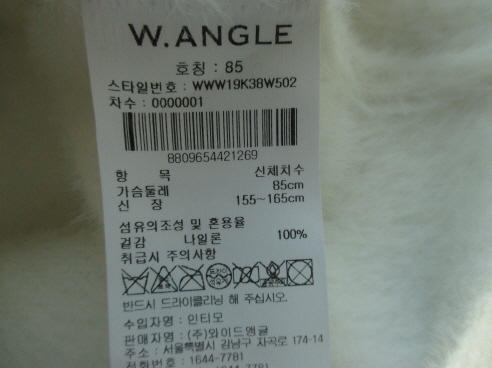 W.ANGLE
호칭 : 85
스타일번호 : WWW19K38W502
차수 : 0000001
8809654421269
항 목 신체치수
가슴둘레 85cm
신 장 155~165cm
섬유의조성 및 혼용율
겉감 나일론 100%
취급시 주의사항
반드시 드라이클리닝 해 주십시오.
수입자명 : 인티모
판매자명 : (주)와이드앵글
주소 : 서울특별시 강남구 자곡로 174-14
전화번호 : 1644-7781